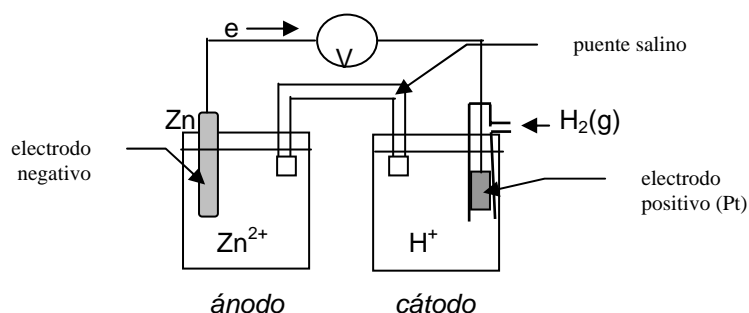 e
V
puente salino
Zn
H₂(g)
electrodo
negativo
electrodo
positivo (Pt)
Zn²⁺
H⁺
ánodo
cátodo